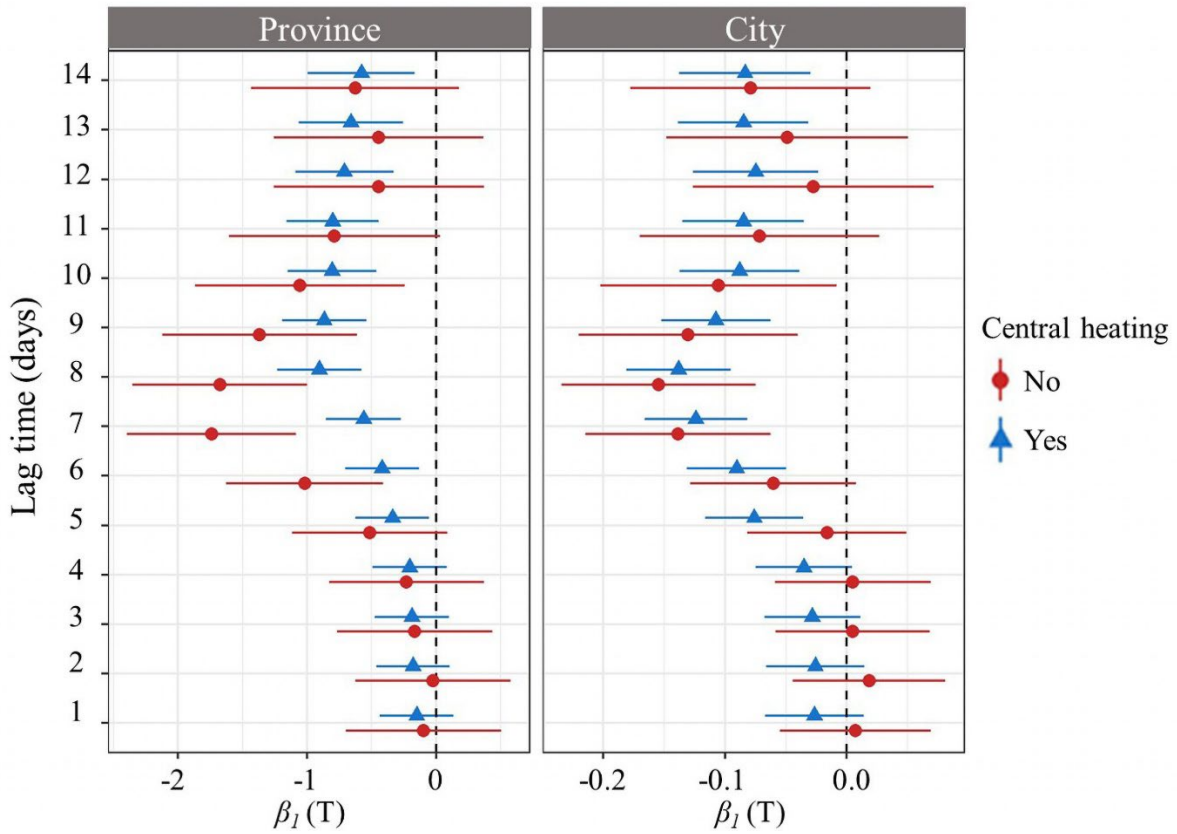 Province
City
Lag time (days)
14
13
12
11
10
9
8
7
6
5
4
3
2
1
-2 -1 0
-0.2 -0.1 0.0
β1 (T)
β1 (T)
Central heating
No
Yes